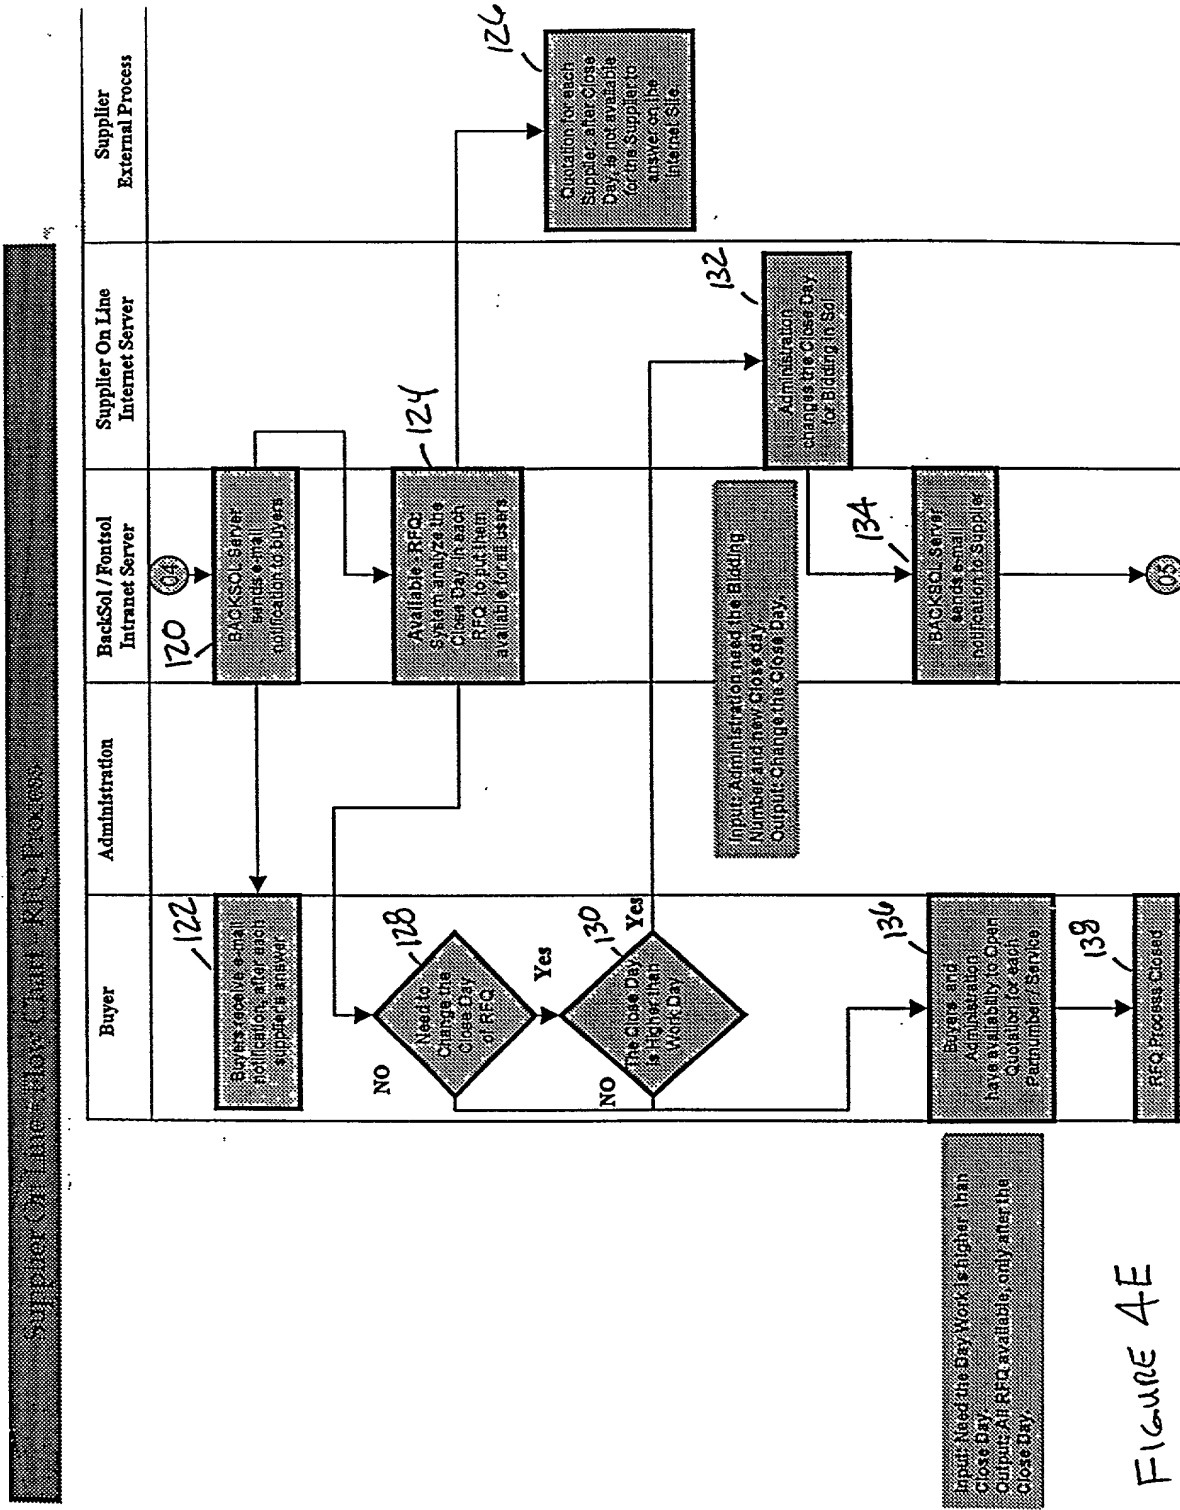 Supplier On Line: Flow Chart - RFQ Process
Buyer
Administration
BackSol / Fontsol
Intranet Server
Supplier On Line
Internet Server
Supplier
External Process
04
120
BACKSOL Server
sends e-mail
notification to buyers
122
Buyers receive e-mail
notification, after each
supplier's answer
124
Available - RFQ:
System analyze, the
Close Day in each
RFQ to put them
available for all users
126
Quotation for each
Supplier, after Close
Day, is not available
for the Supplier to
answer on the
Internet Site.
128
Need to
Change the
Close Day
of RFQ
NO
Yes
130
The Close Day
is Higher than
Work Day
NO
Yes
132
Administration
changes the Close Day
for Bidding in Sol
Input: Administration need the Bidding
Number and new Close day.
Output: Change the Close Day.
134
BACKSOL Server
sends e-mail
notification to Supplier
05
136
Buyers and
Administration
have availability to Open
Quotation for each
Partnumber / Service
Input: Need the Day Work is higher than
Close Day.
Output: All RFQ available, only after the
Close Day.
138
RFQ Process Closed
FIGURE 4E